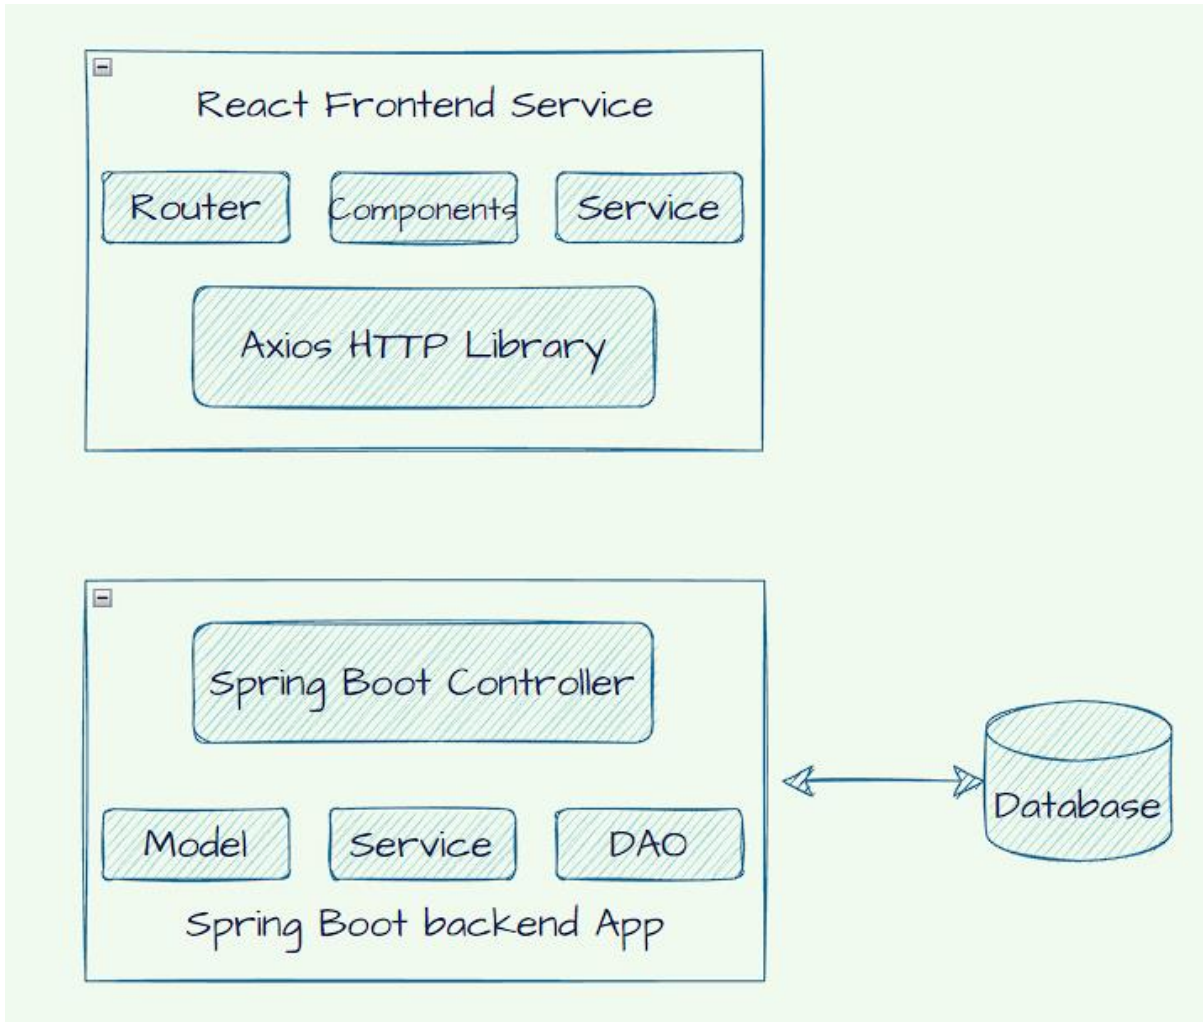 React Frontend Service
Router
Components
Service
Axios HTTP Library
Spring Boot Controller
Model
Service
DAO
Spring Boot backend App
Database